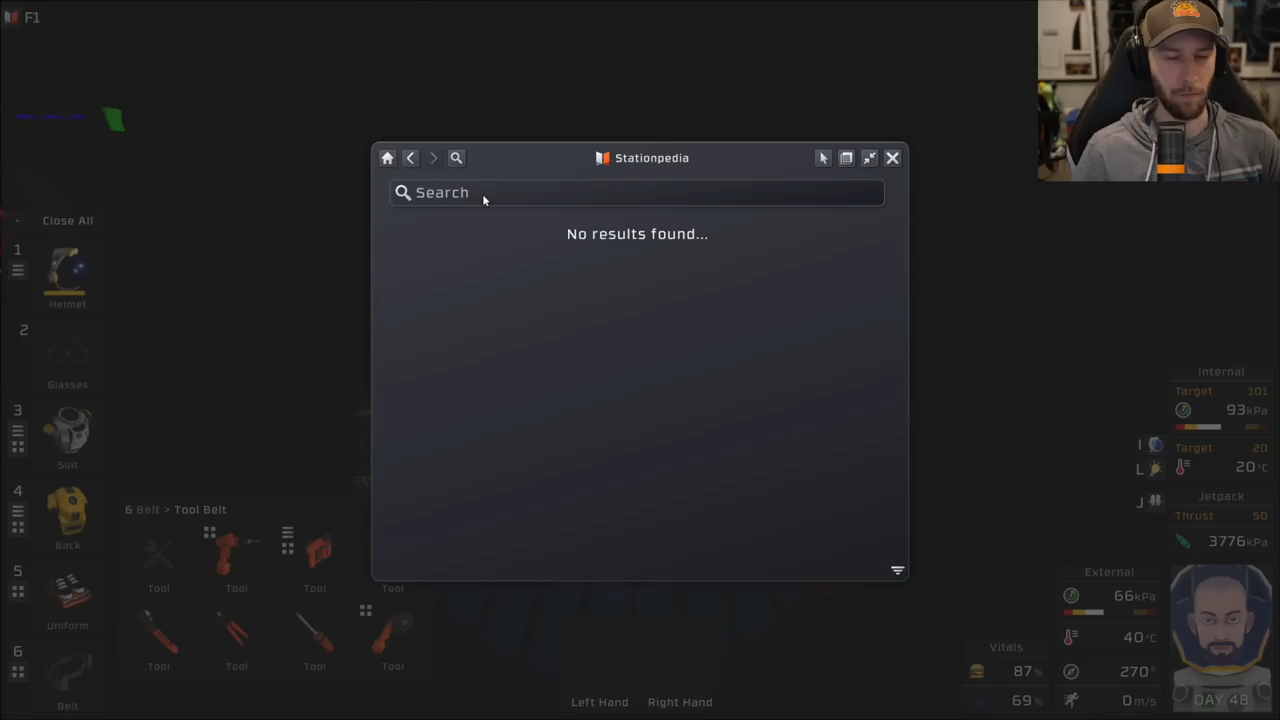 F1
Stationpedia
Search
No results found...
Close All
1
Helmet
2
Glasses
3
Suit
4
Back
5
Uniform
6
Belt
6 Belt > Tool Belt
Tool
Tool
Tool
Tool
Tool
Tool
Tool
Tool
Left Hand
Right Hand
Internal
Target 101
93kPa
I
Target 20
L
20°C
J
Jetpack
Thrust 50
3776kPa
External
66kPa
40°C
270°
0m/s
Vitals
87%
69%
DAY 48